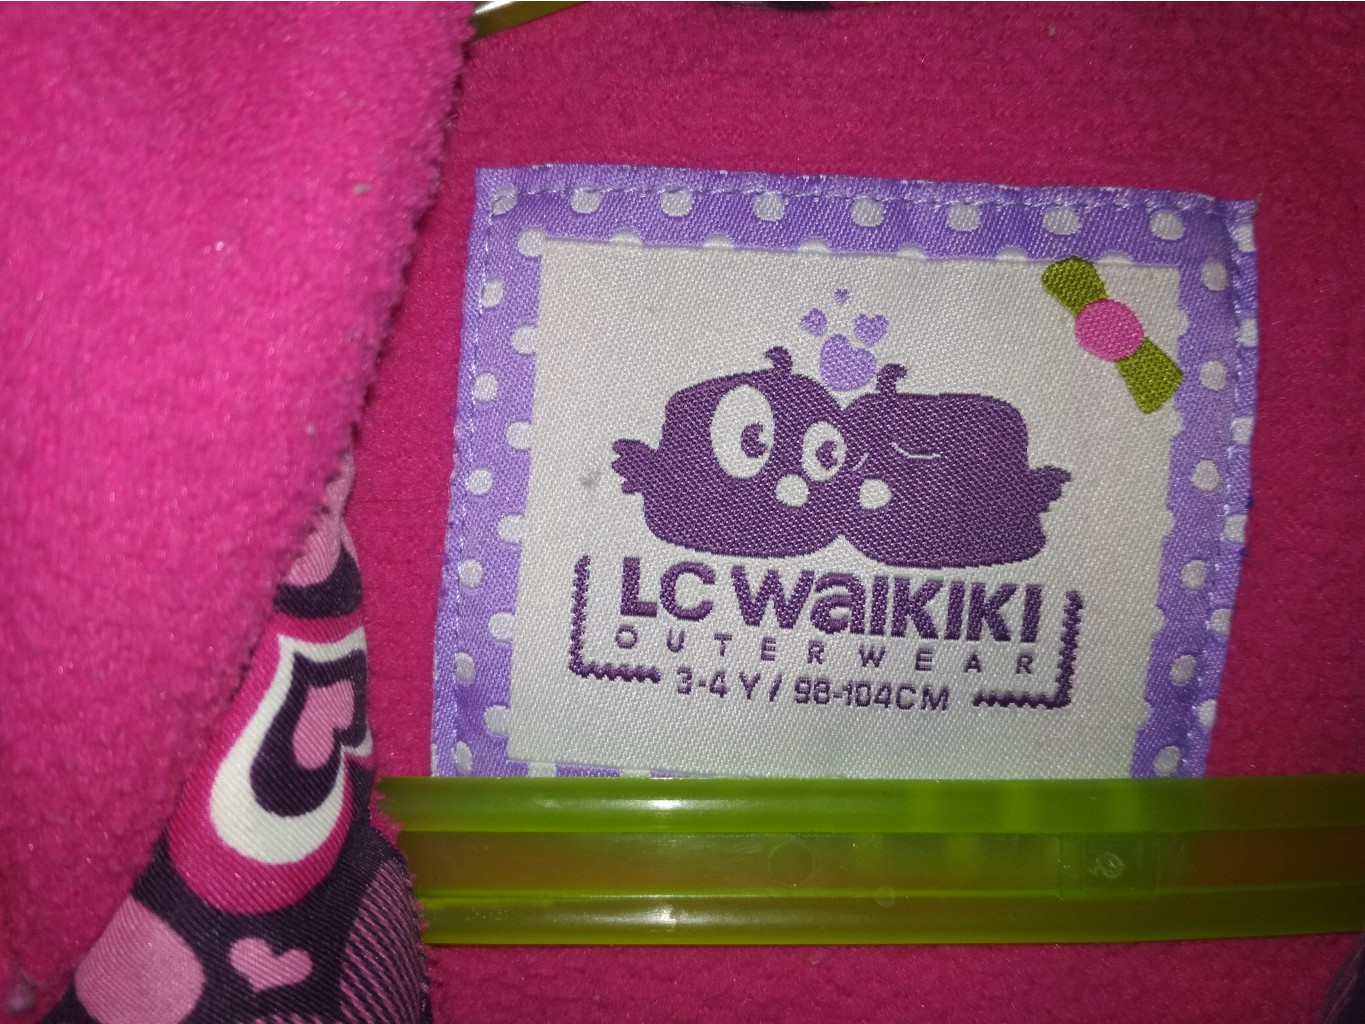 LC WaIKIKI
OUTERWEAR
3-4 Y / 98-104CM